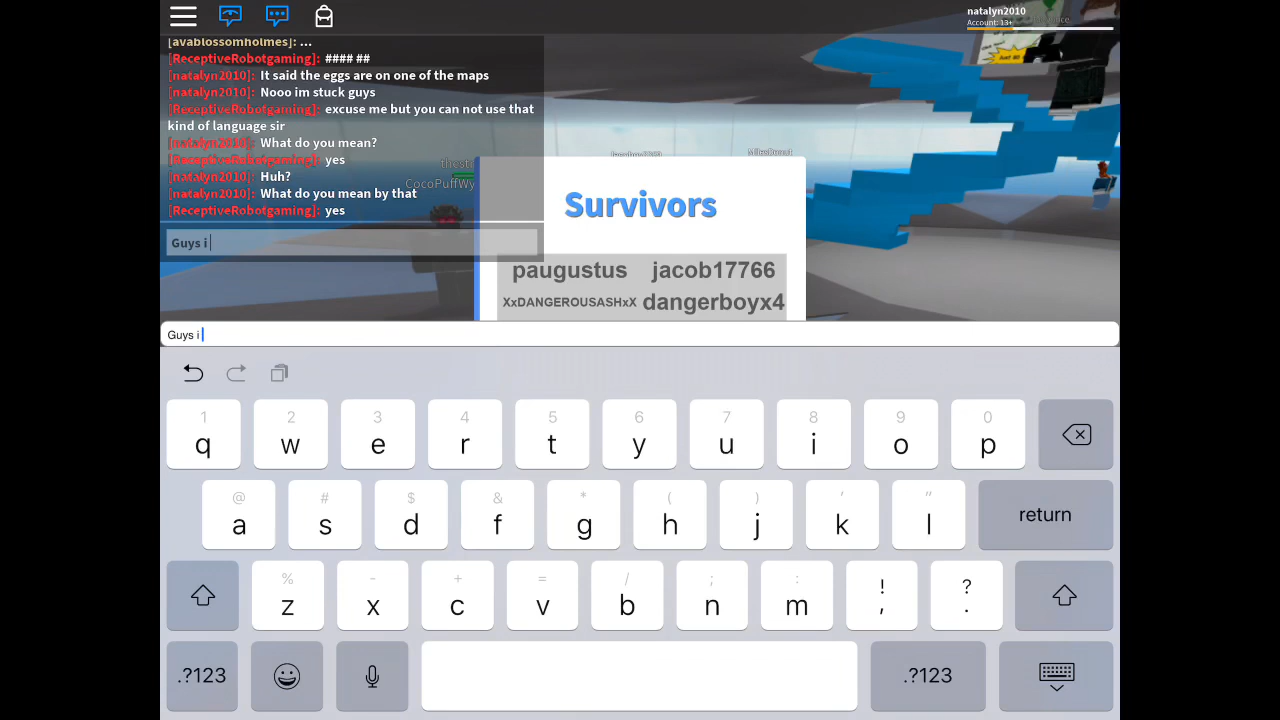 natalyn2010
Account: 13+
[avablossomholmes]: ...
[ReceptiveRobotgaming]: #### ##
[natalyn2010]: It said the eggs are on one of the maps
[natalyn2010]: Nooo im stuck guys
[ReceptiveRobotgaming]: excuse me but you can not use that
kind of language sir
[natalyn2010]: What do you mean?
[ReceptiveRobotgaming]: yes
[natalyn2010]: Huh?
[natalyn2010]: What do you mean by that
[ReceptiveRobotgaming]: yes
Guys i
CocoPuffWy
MilesDonut
Survivors
paugustus jacob17766
XxDANGEROUSASHxX dangerboyx4
Guys i
1 2 3 4 5 6 7 8 9 0
q w e r t y u i o p
@ # $ & * ( ) ' "
a s d f g h j k l return
% - + = / ; : ! ?
z x c v b n m , .
.?123 .?123